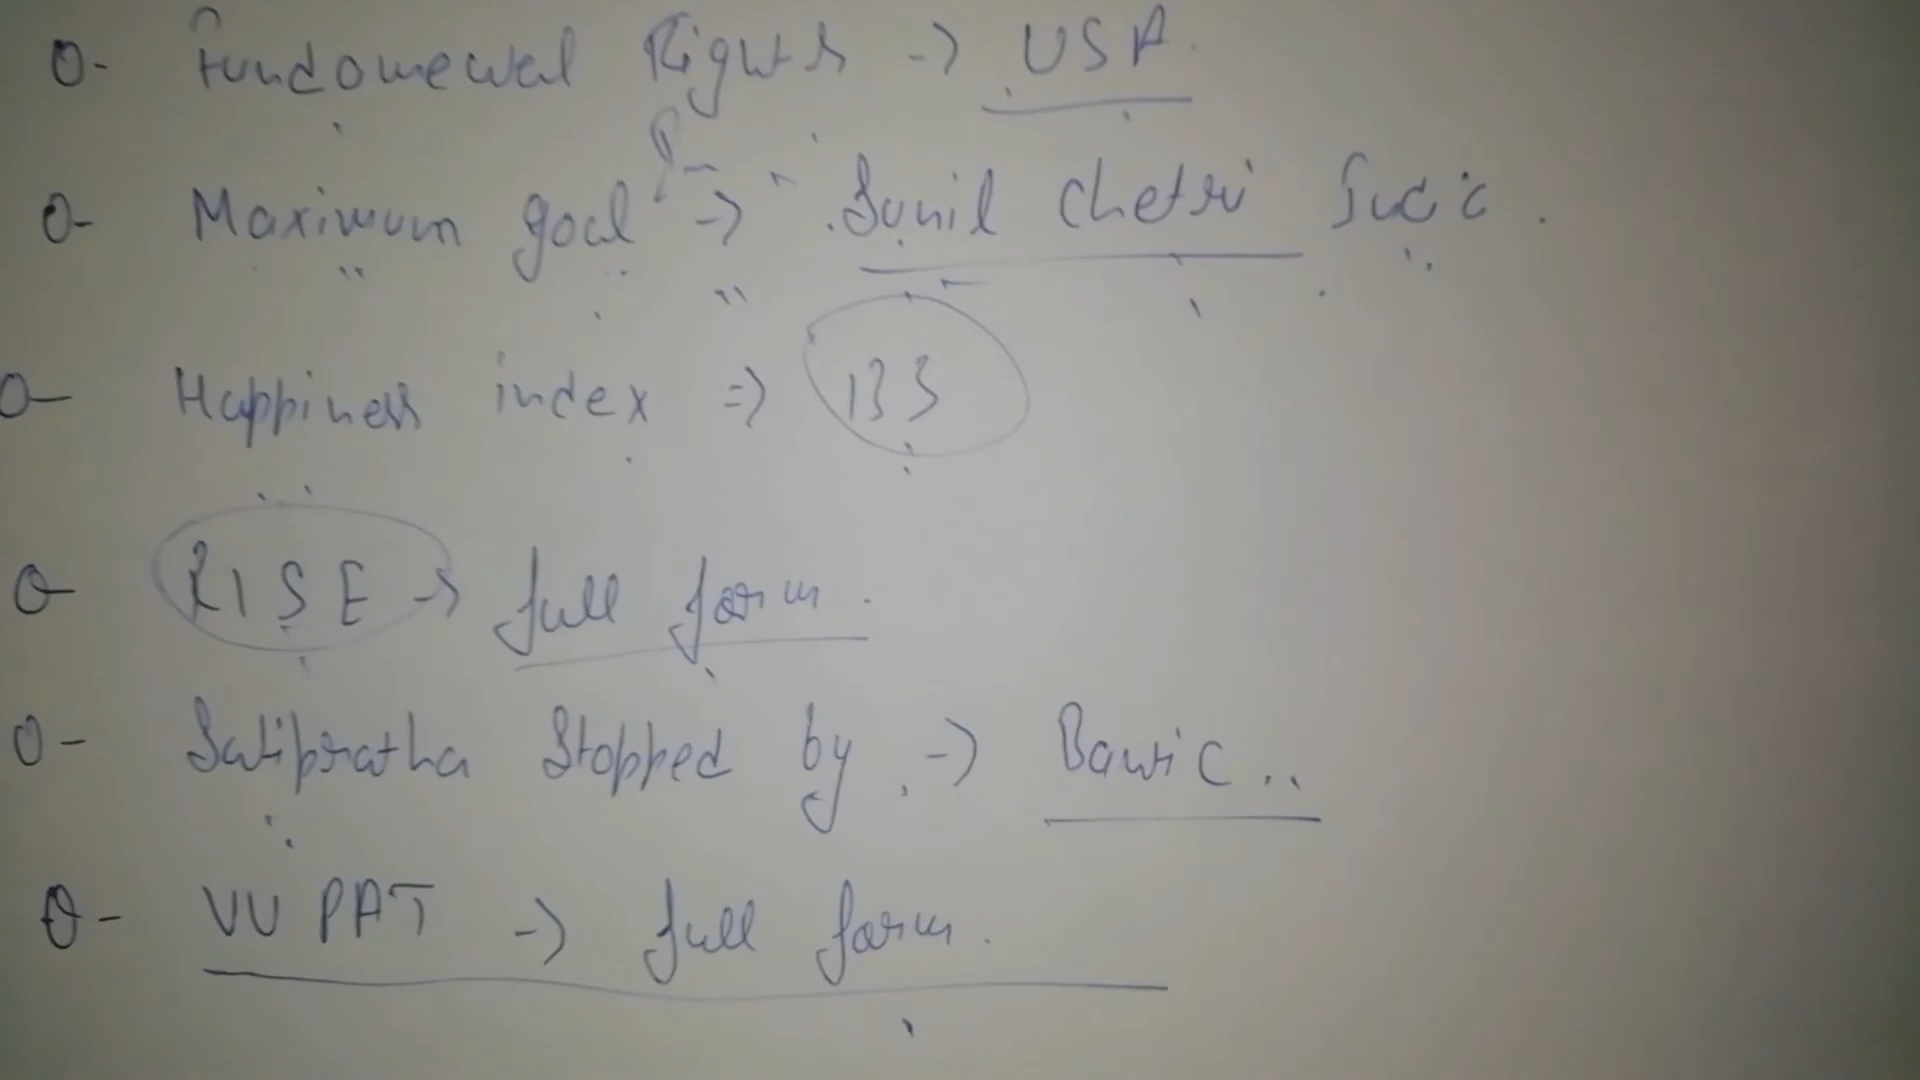 O- Fundamental Rights -> USA.
O- Maximum goal -> Sunil Chetri
O- Happiness index => 133
O- RISE -> full form.
O- Satipratha Stopped by ->
O- VVPAT -> full form.